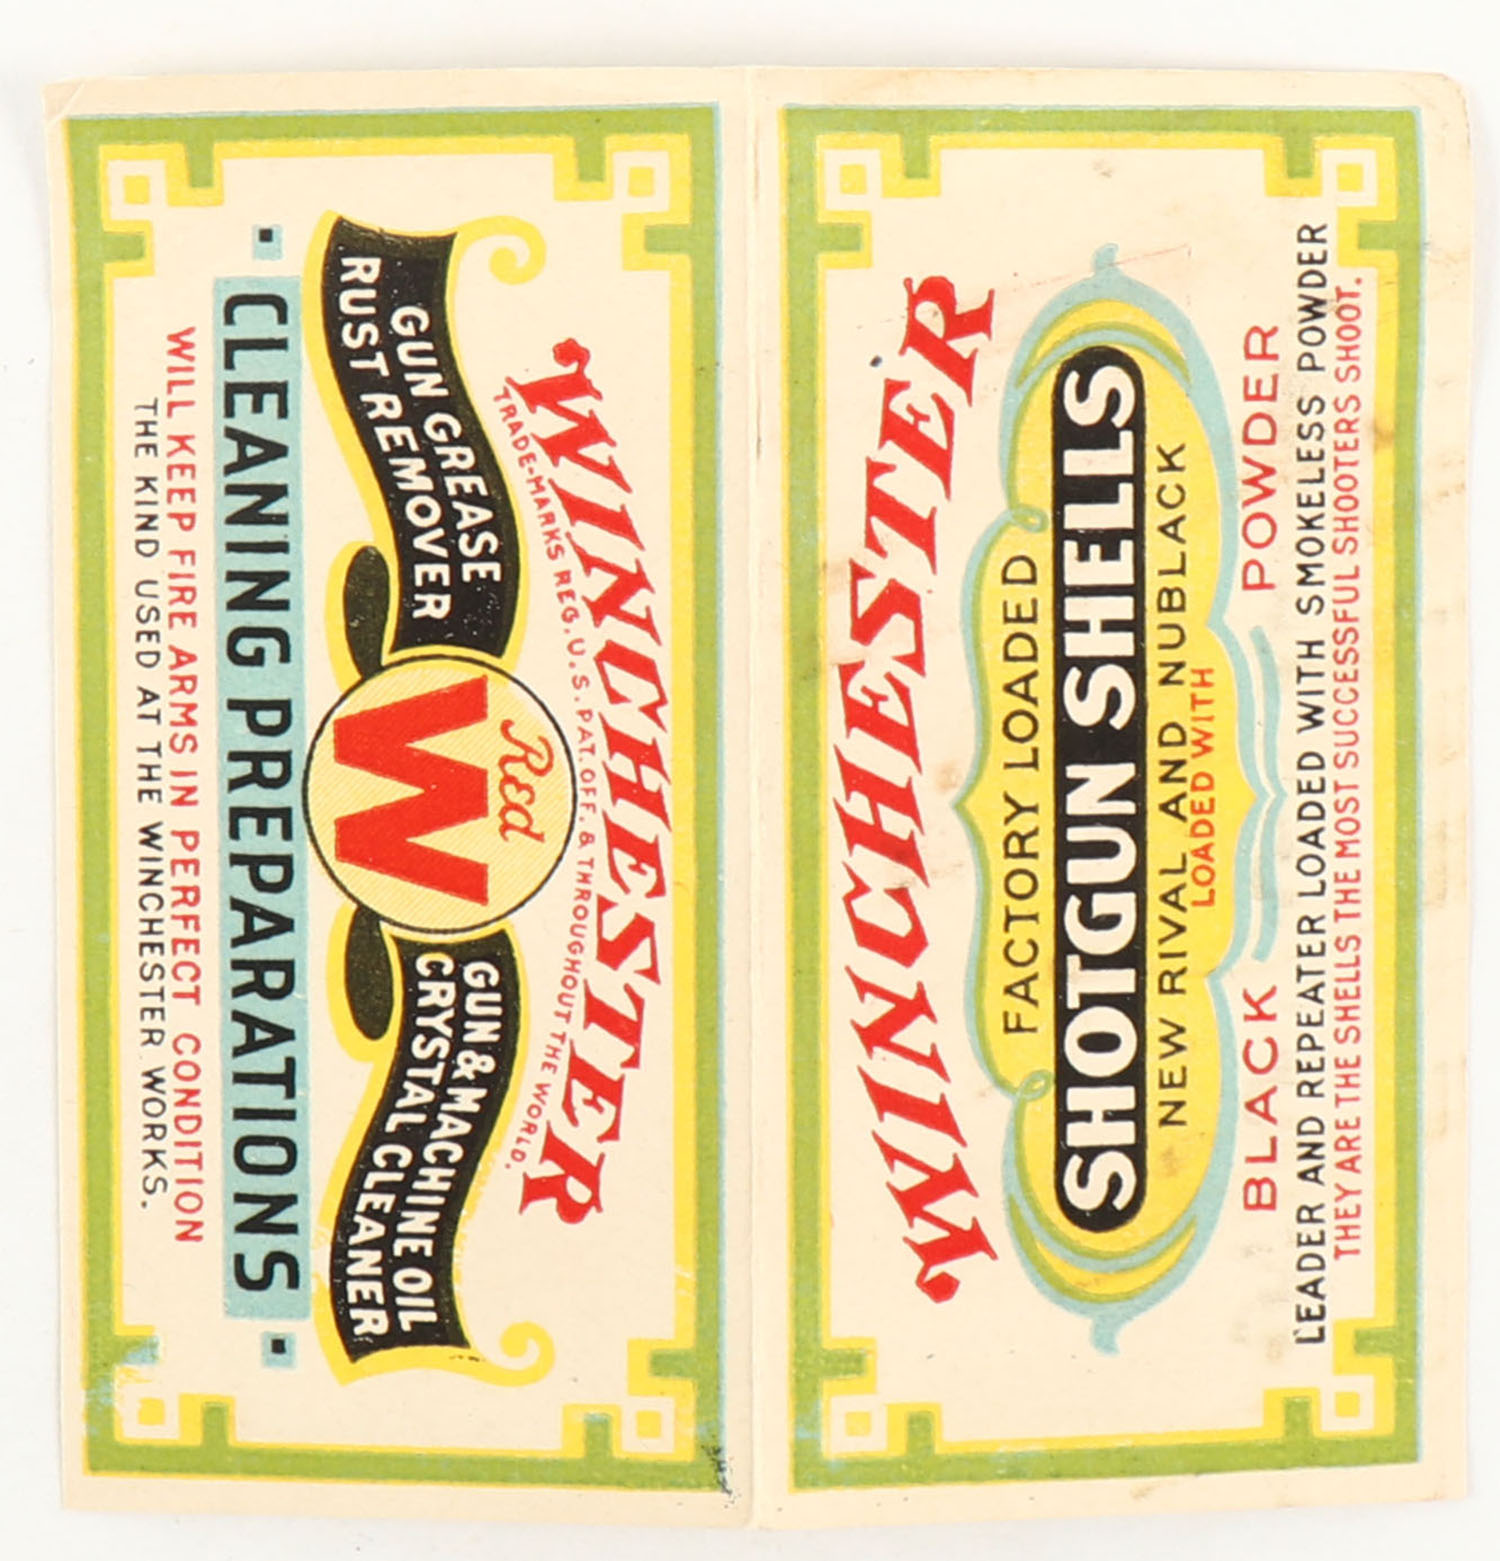 WINCHESTER
TRADE-MARKS REG. U.S. PAT. OFF. & THROUGHOUT THE WORLD.
GUN GREASE
RUST REMOVER
Red
W
GUN & MACHINE OIL
CRYSTAL CLEANER
· CLEANING PREPARATIONS ·
WILL KEEP FIRE ARMS IN PERFECT CONDITION
THE KIND USED AT THE WINCHESTER WORKS.
WINCHESTER
FACTORY LOADED
SHOTGUN SHELLS
NEW RIVAL AND NUBLACK
LOADED WITH
BLACK POWDER
LEADER AND REPEATER LOADED WITH SMOKELESS POWDER
THEY ARE THE SHELLS THE MOST SUCCESSFUL SHOOTERS SHOOT.